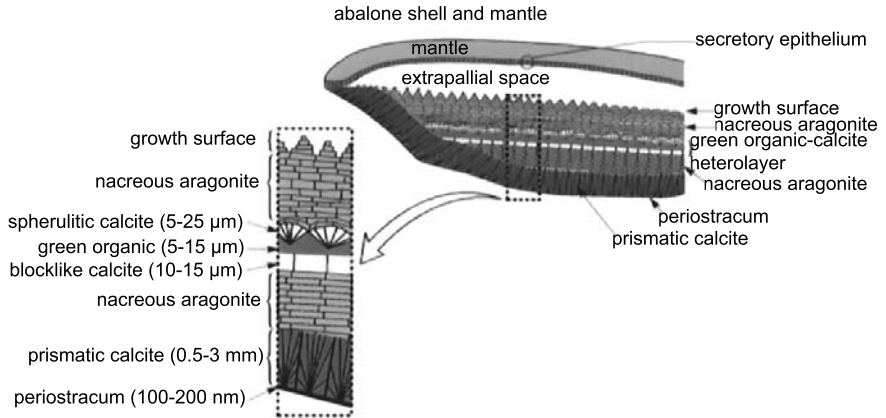 abalone shell and mantle
mantle
secretory epithelium
extrapallial space
growth surface
nacreous aragonite
green organic-calcite
heterolayer
nacreous aragonite
periostracum
prismatic calcite
growth surface
nacreous aragonite
spherulitic calcite (5-25 µm)
green organic (5-15 µm)
blocklike calcite (10-15 µm)
nacreous aragonite
prismatic calcite (0.5-3 mm)
periostracum (100-200 nm)